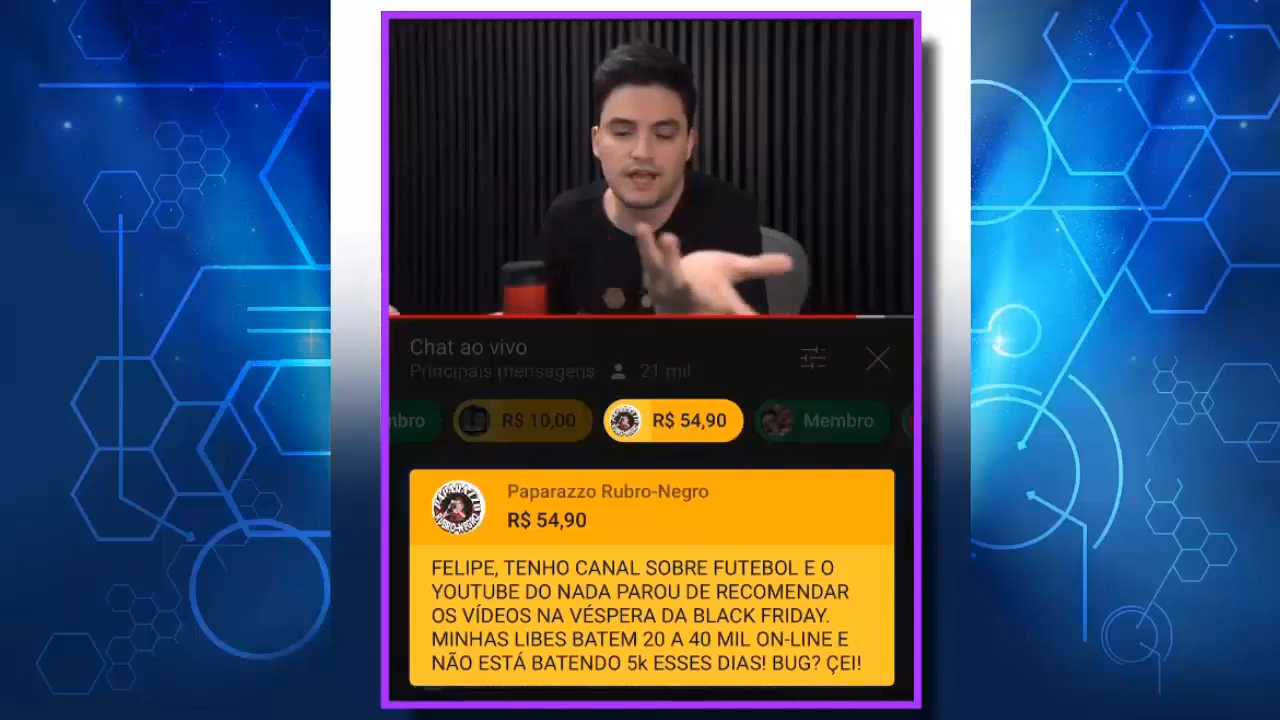 Chat ao vivo
Principais mensagens 21 mil
mbro R$ 10,00 R$ 54,90 Membro
Paparazzo Rubro-Negro
R$ 54,90
FELIPE, TENHO CANAL SOBRE FUTEBOL E O
YOUTUBE DO NADA PAROU DE RECOMENDAR
OS VÍDEOS NA VÉSPERA DA BLACK FRIDAY.
MINHAS LIBES BATEM 20 A 40 MIL ON-LINE E
NÃO ESTÁ BATENDO 5k ESSES DIAS! BUG? ÇEI!